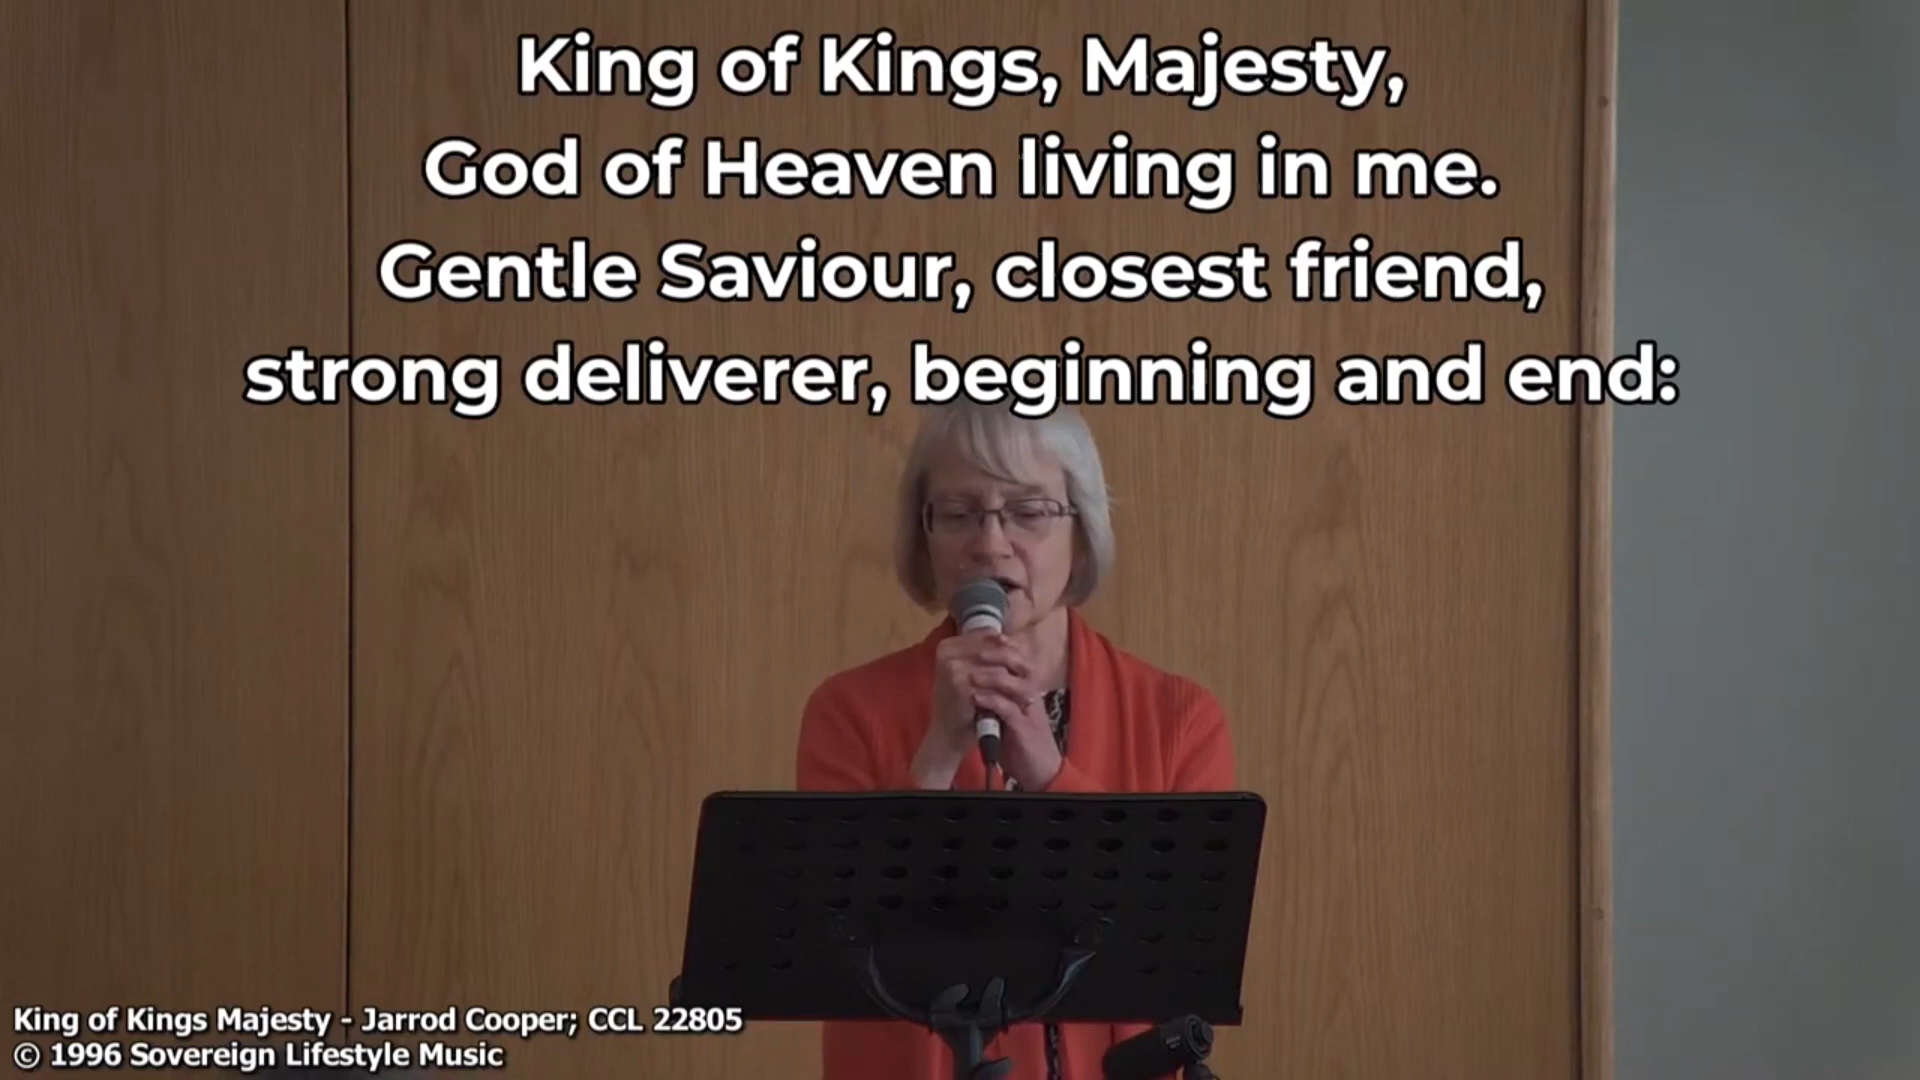 King of Kings, Majesty,
God of Heaven living in me.
Gentle Saviour, closest friend,
strong deliverer, beginning and end:
King of Kings Majesty - Jarrod Cooper; CCL 22805
© 1996 Sovereign Lifestyle Music